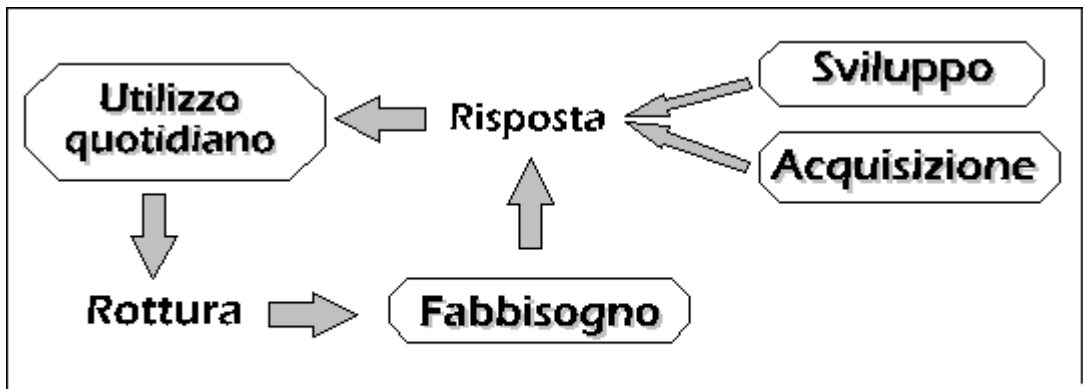 Sviluppo
Utilizzo
quotidiano
Risposta
Acquisizione
Rottura
Fabbisogno